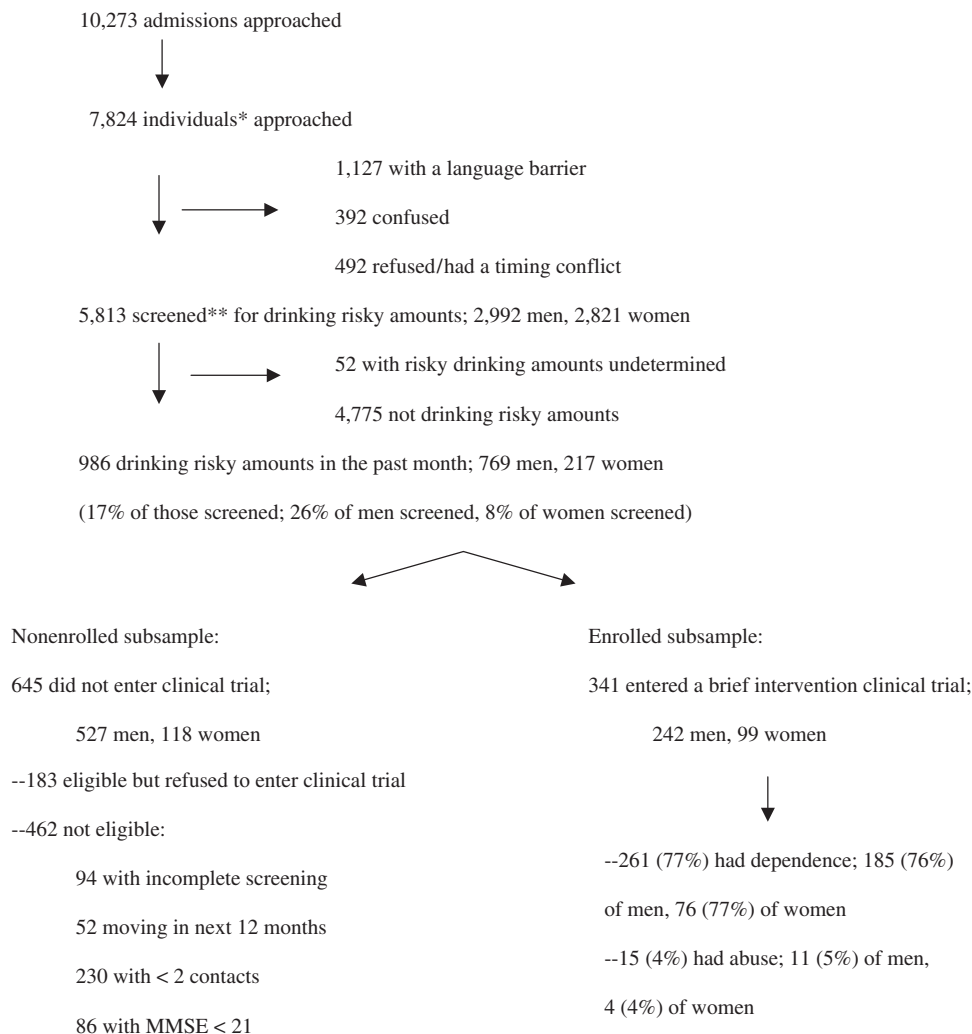 10,273 admissions approached
7,824 individuals* approached
1,127 with a language barrier
392 confused
492 refused/had a timing conflict
5,813 screened** for drinking risky amounts; 2,992 men, 2,821 women
52 with risky drinking amounts undetermined
4,775 not drinking risky amounts
986 drinking risky amounts in the past month; 769 men, 217 women
(17% of those screened; 26% of men screened, 8% of women screened)
Nonenrolled subsample:
645 did not enter clinical trial;
527 men, 118 women
--183 eligible but refused to enter clinical trial
--462 not eligible:
94 with incomplete screening
52 moving in next 12 months
230 with < 2 contacts
86 with MMSE < 21
Enrolled subsample:
341 entered a brief intervention clinical trial;
242 men, 99 women
--261 (77%) had dependence; 185 (76%)
of men, 76 (77%) of women
--15 (4%) had abuse; 11 (5%) of men,
4 (4%) of women